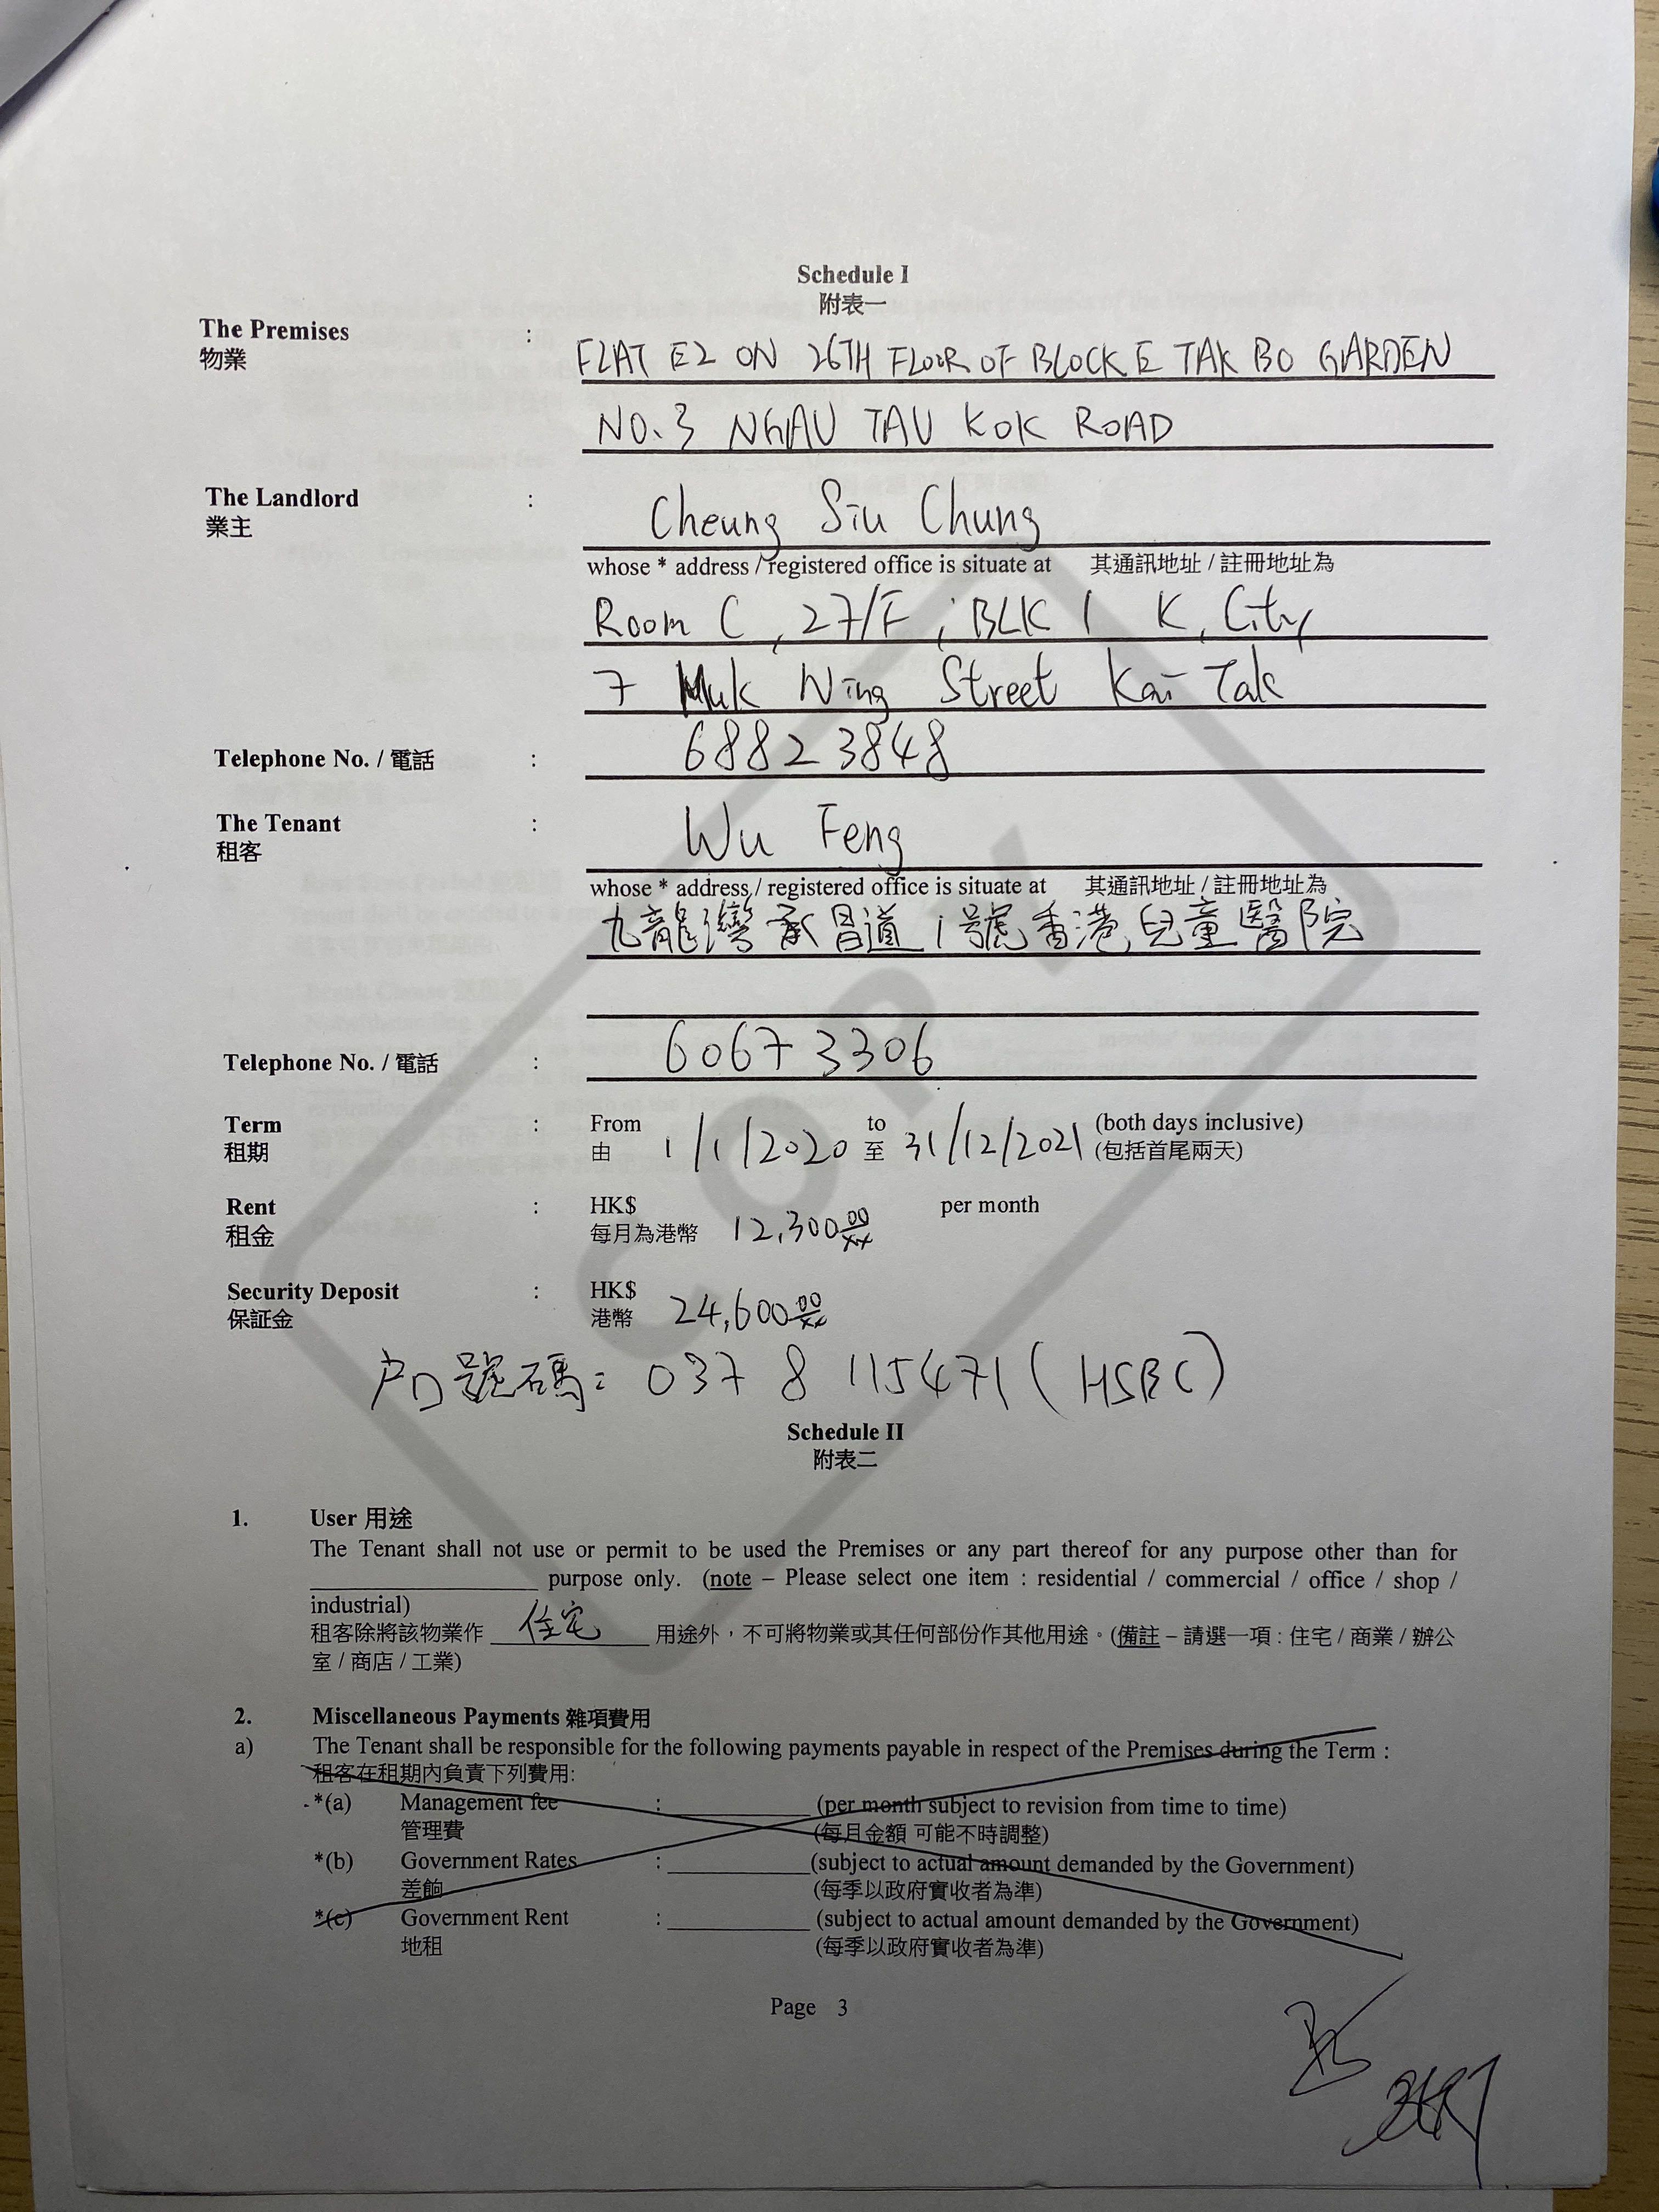 Schedule I
附表一
The Premises : FLAT E2 ON 26TH FLOOR OF BLOCK E TAK BO GARDEN
物業
NO.3 NGAU TAU KOK ROAD
The Landlord : Cheung Siu Chung
業主
whose * address / registered office is situate at 其通訊地址 / 註冊地址為
Room C, 27/F, BLK 1 K. City
7 Muk Ning Street Kai Tak
Telephone No. / 電話 : 6882 3848
The Tenant : Wu Feng
租客
whose * address / registered office is situate at 其通訊地址 / 註冊地址為
九龍灣承昌道1號香港兒童醫院
Telephone No. / 電話 : 6067 3306
Term : From 1/1/2020 to 31/12/2021 (both days inclusive)
租期 由 至 (包括首尾兩天)
Rent : HK$ 12,300.00/xx per month
租金 每月為港幣
Security Deposit : HK$ 24,600.00/xx
保証金 港幣
户口號碼: 037 8 115471 (HSBC)
Schedule II
附表二
1. User 用途
The Tenant shall not use or permit to be used the Premises or any part thereof for any purpose other than for
____________ purpose only. (note – Please select one item : residential / commercial / office / shop /
industrial)
租客除將該物業作 住宅 用途外，不可將物業或其任何部份作其他用途。(備註 – 請選一項 : 住宅 / 商業 / 辦公
室 / 商店 / 工業)
2. Miscellaneous Payments 雜項費用
a) The Tenant shall be responsible for the following payments payable in respect of the Premises during the Term :
租客在租期內負責下列費用:
*(a) Management fee : ________ (per month subject to revision from time to time)
管理費 (每月金額 可能不時調整)
*(b) Government Rates : ________ (subject to actual amount demanded by the Government)
差餉 (每季以政府實收者為準)
*(c) Government Rent : ________ (subject to actual amount demanded by the Government)
地租 (每季以政府實收者為準)
Page 3
COPY